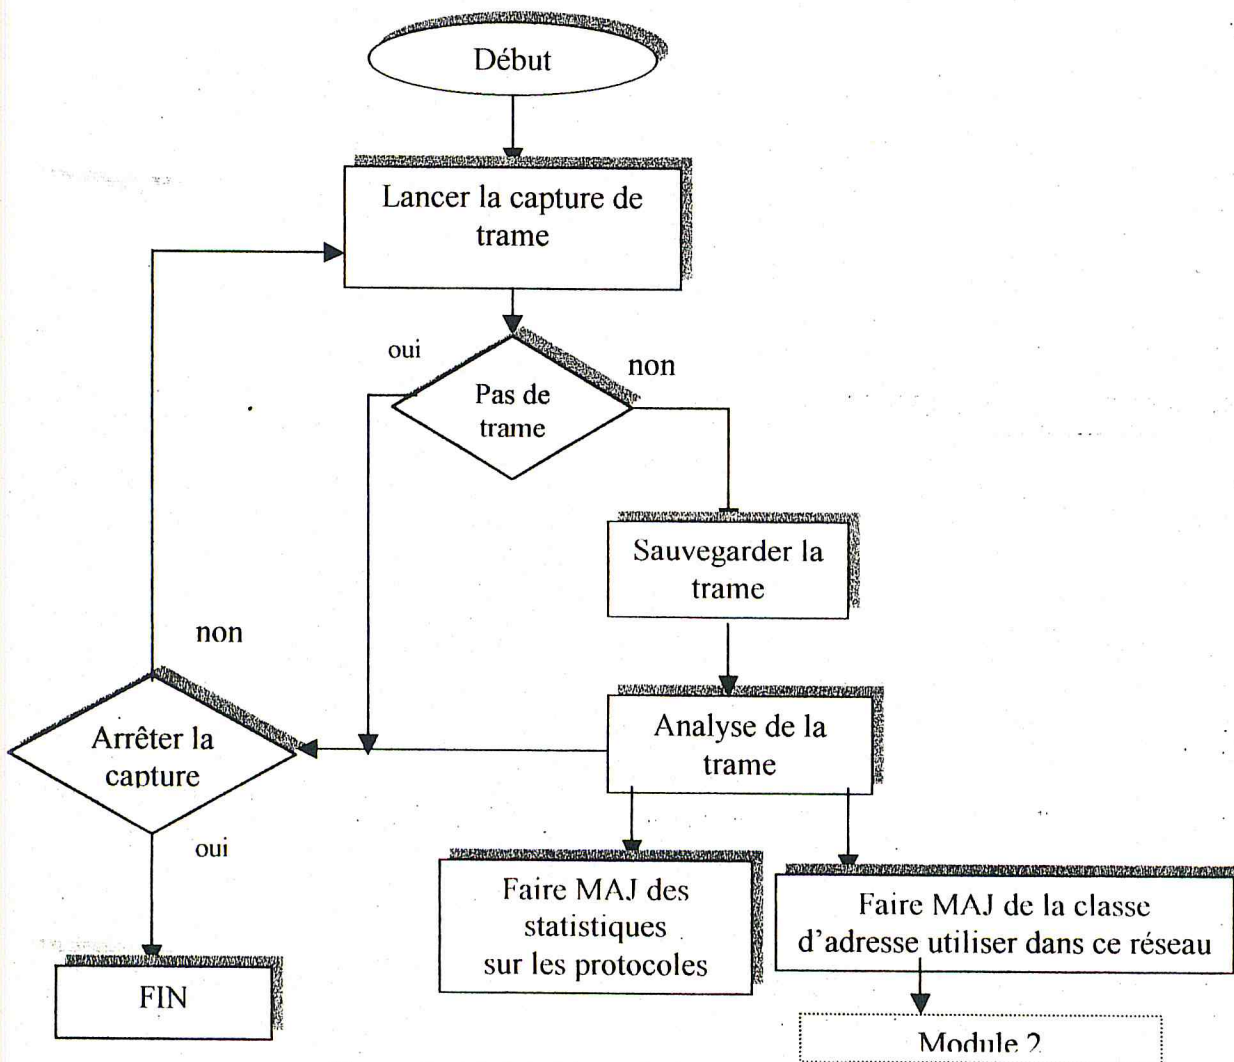 Début
Lancer la capture de
trame
oui
non
Pas de
trame
Sauvegarder la
trame
non
Arrêter la
capture
Analyse de la
trame
oui
Faire MAJ des
statistiques
sur les protocoles
Faire MAJ de la classe
d'adresse utiliser dans ce réseau
FIN
Module 2